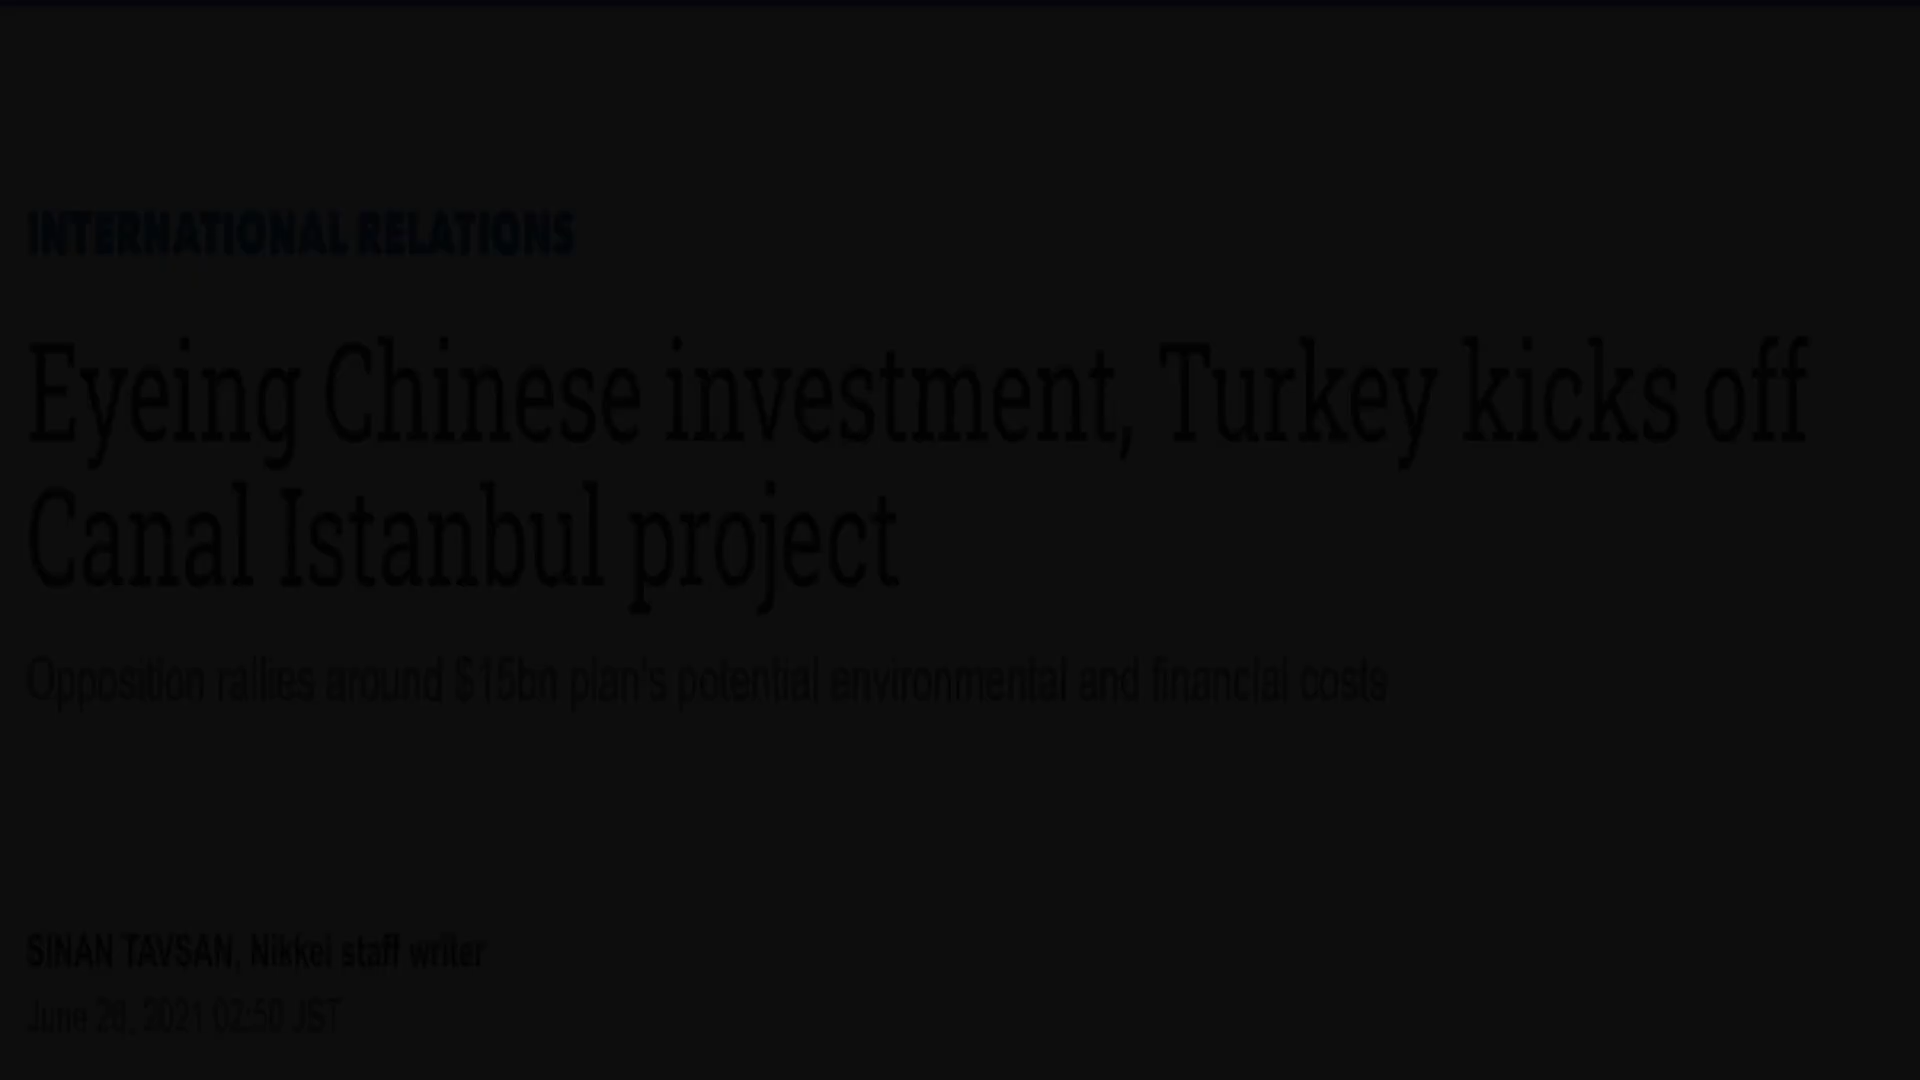 INTERNATIONAL RELATIONS
Eyeing Chinese investment, Turkey kicks off
Canal Istanbul project
Opposition rallies around $15bn plan's potential environmental and financial costs
SINAN TAVSAN, Nikkei staff writer
June 26, 2021 02:50 JST